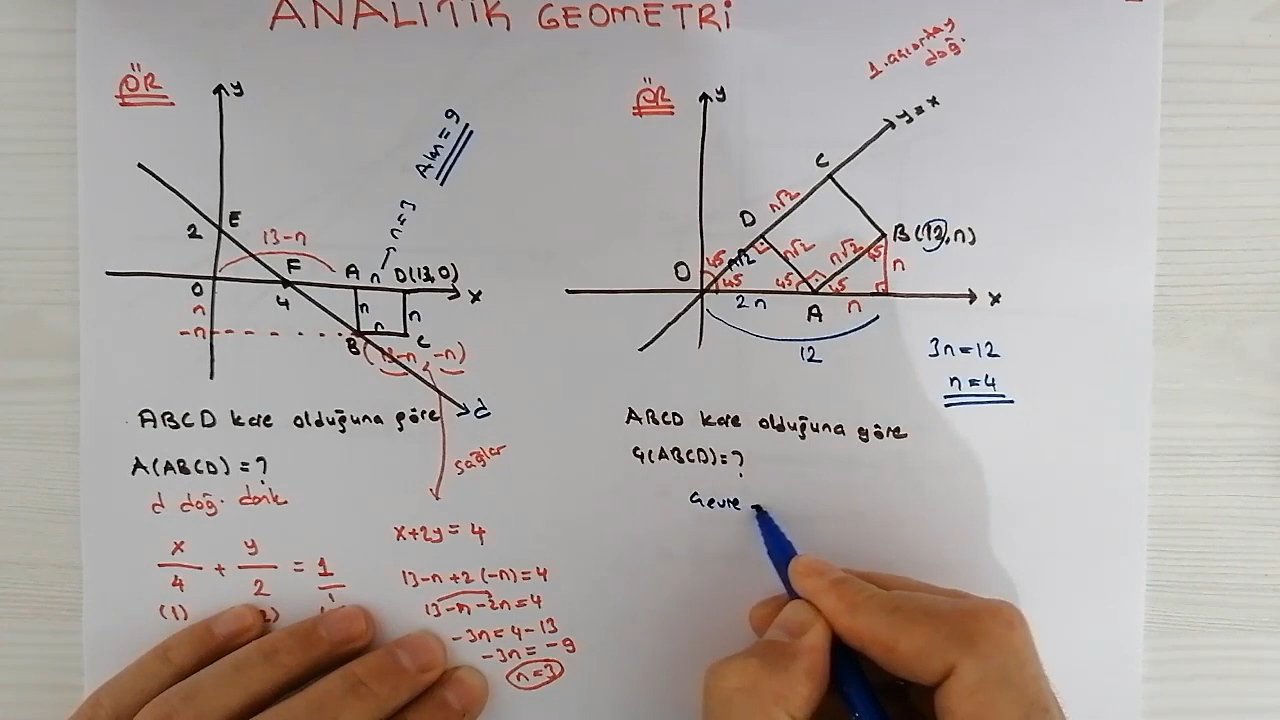 ANALİTİK GEOMETRİ
ÖR
y
E
2
13-n
F
A
n
D(13,0)
x
O
4
n
n
n
n
-n
B(13-n, -n)
C
d
n=3
Alan=9
ABCD kare olduğuna göre
A(ABCD)=?
d doğ. denk
x/4 + y/2 = 1/1
(1)
2)
sağlar
x+2y=4
13-n+2(-n)=4
13-n-2n=4
-3n=4-13
-3n=-9
n=3
ÖR
y
1. açıortay
doğ.
y=x
C
n√2
D
n√2
n√2
n√2
B(12,n)
45
45
45
45
45
n
O
2n
A
n
x
12
3n=12
n=4
ABCD kare olduğuna göre
Ç(ABCD)=?
Çevre